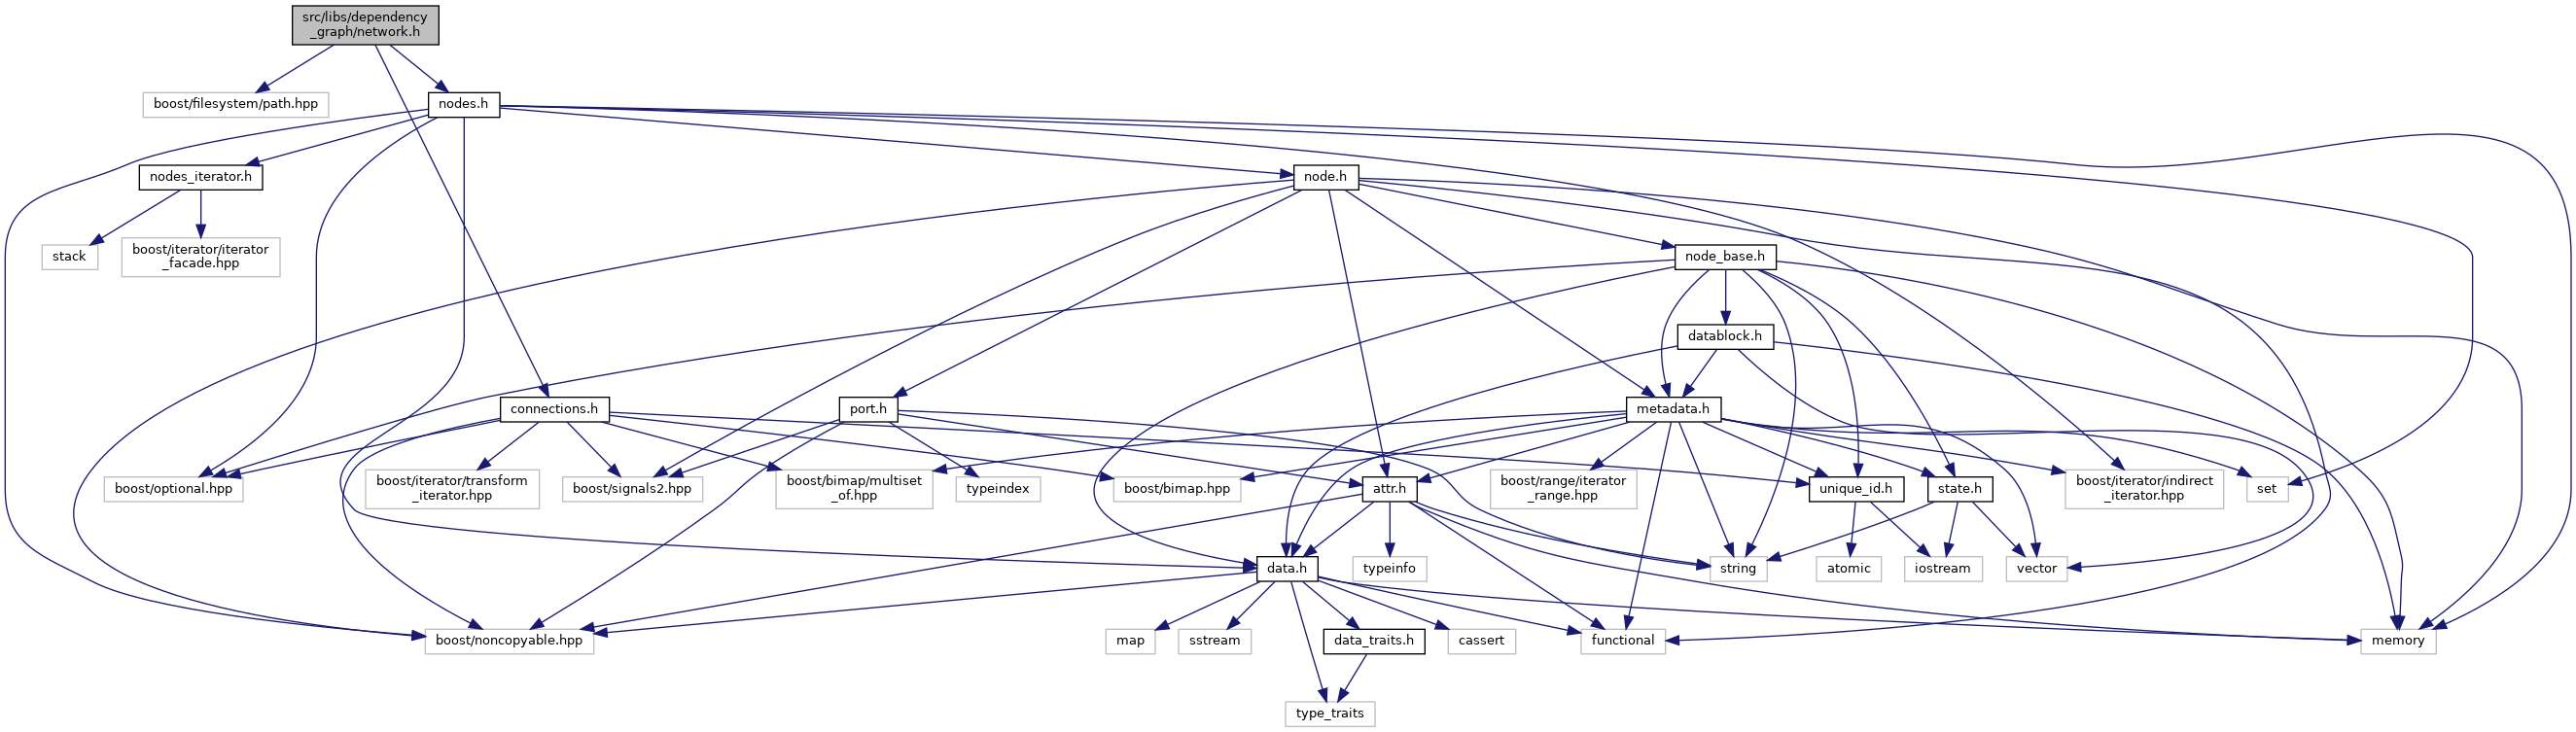 src/libs/dependency
_graph/network.h
boost/filesystem/path.hpp
nodes.h
nodes_iterator.h
node.h
stack
boost/iterator/iterator
_facade.hpp
node_base.h
datablock.h
connections.h
port.h
metadata.h
boost/optional.hpp
boost/iterator/transform
_iterator.hpp
boost/signals2.hpp
boost/bimap/multiset
_of.hpp
typeindex
boost/bimap.hpp
attr.h
boost/range/iterator
_range.hpp
unique_id.h
state.h
boost/iterator/indirect
_iterator.hpp
set
data.h
typeinfo
string
atomic
iostream
vector
boost/noncopyable.hpp
map
sstream
data_traits.h
cassert
functional
memory
type_traits